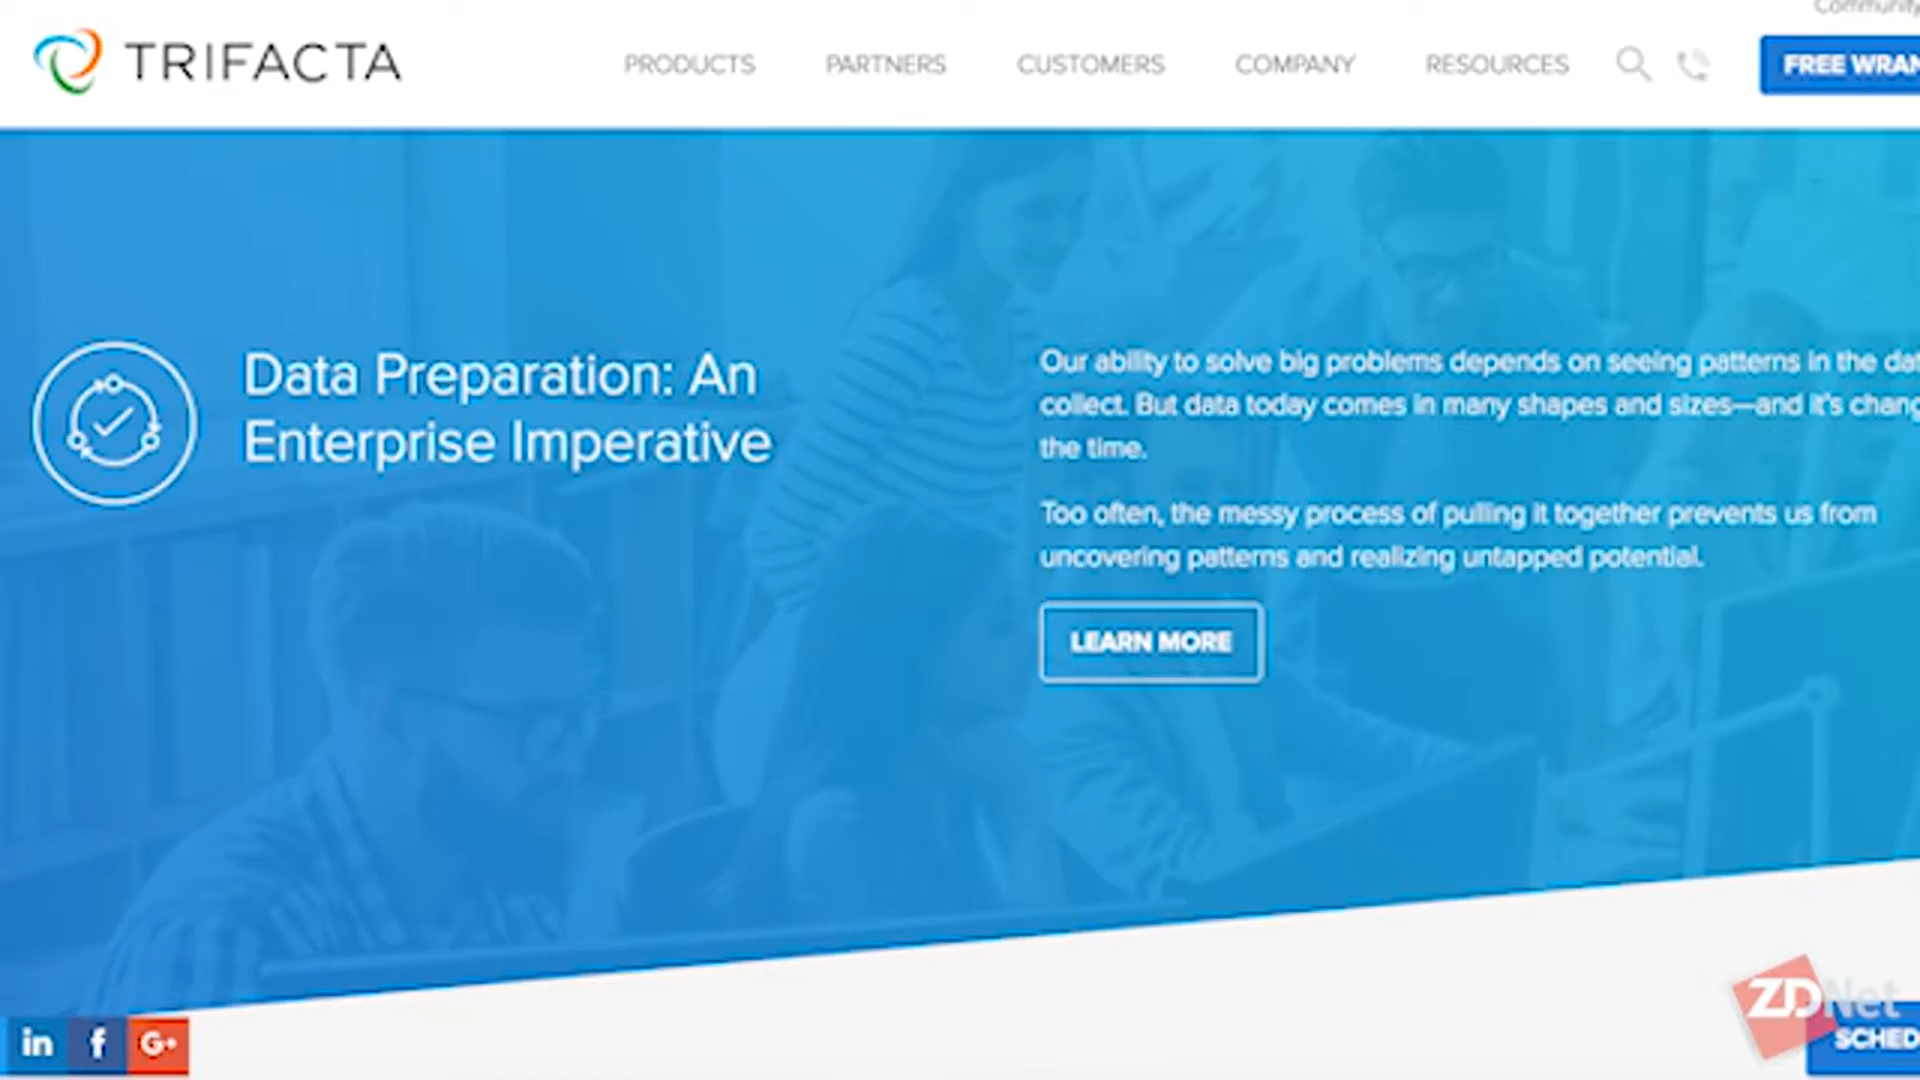 Community
TRIFACTA
PRODUCTS PARTNERS CUSTOMERS COMPANY RESOURCES
FREE WRAN
Data Preparation: An
Enterprise Imperative
Our ability to solve big problems depends on seeing patterns in the dat
collect. But data today comes in many shapes and sizes—and it's chang
the time.
Too often, the messy process of pulling it together prevents us from
uncovering patterns and realizing untapped potential.
LEARN MORE
in f G+
ZDNet
SCHED